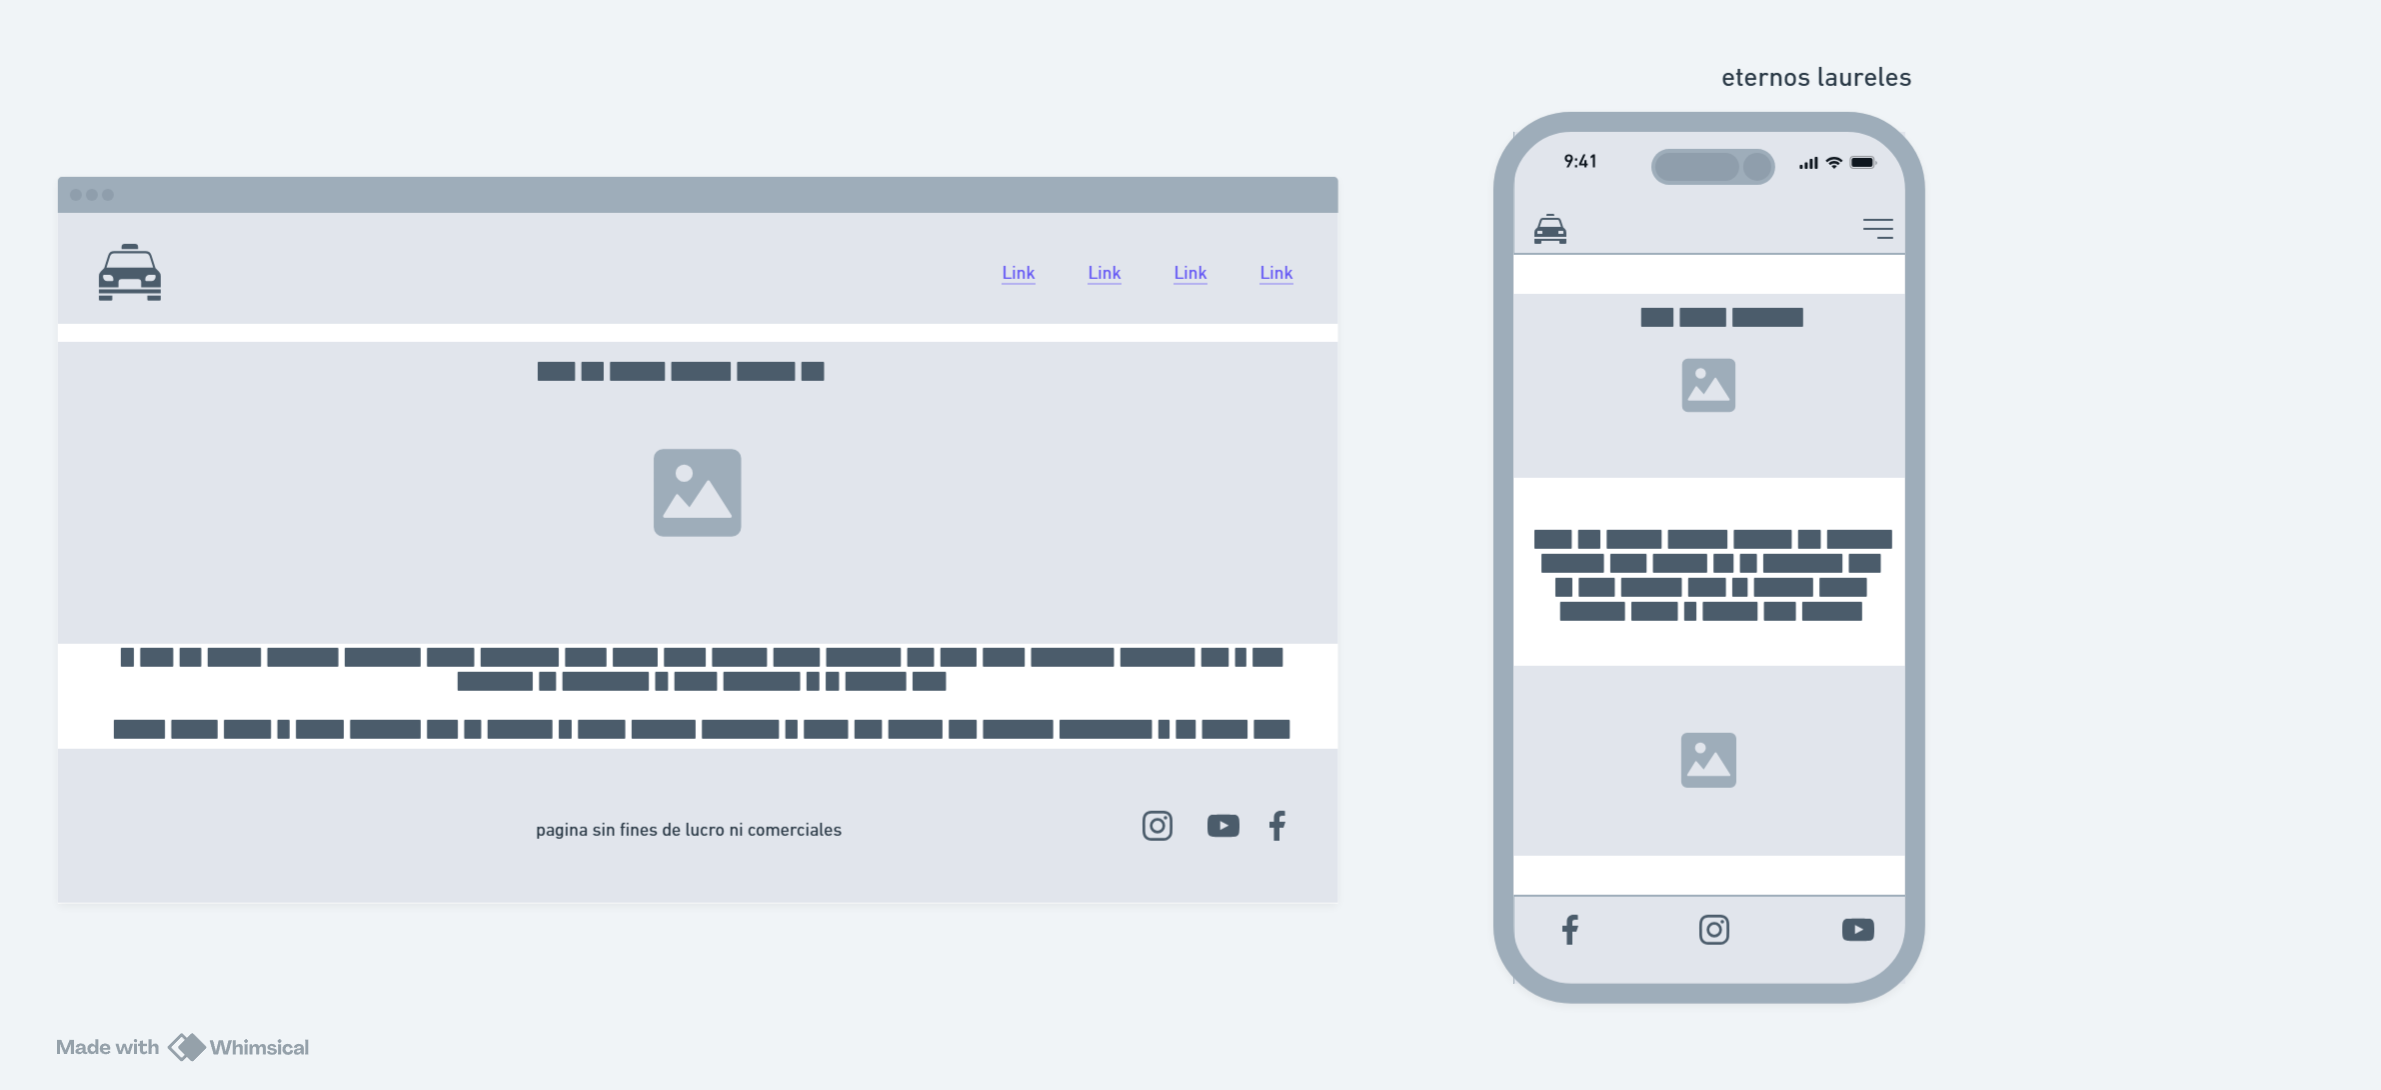 eternos laureles
9:41
Link Link Link Link
pagina sin fines de lucro ni comerciales
Made with Whimsical